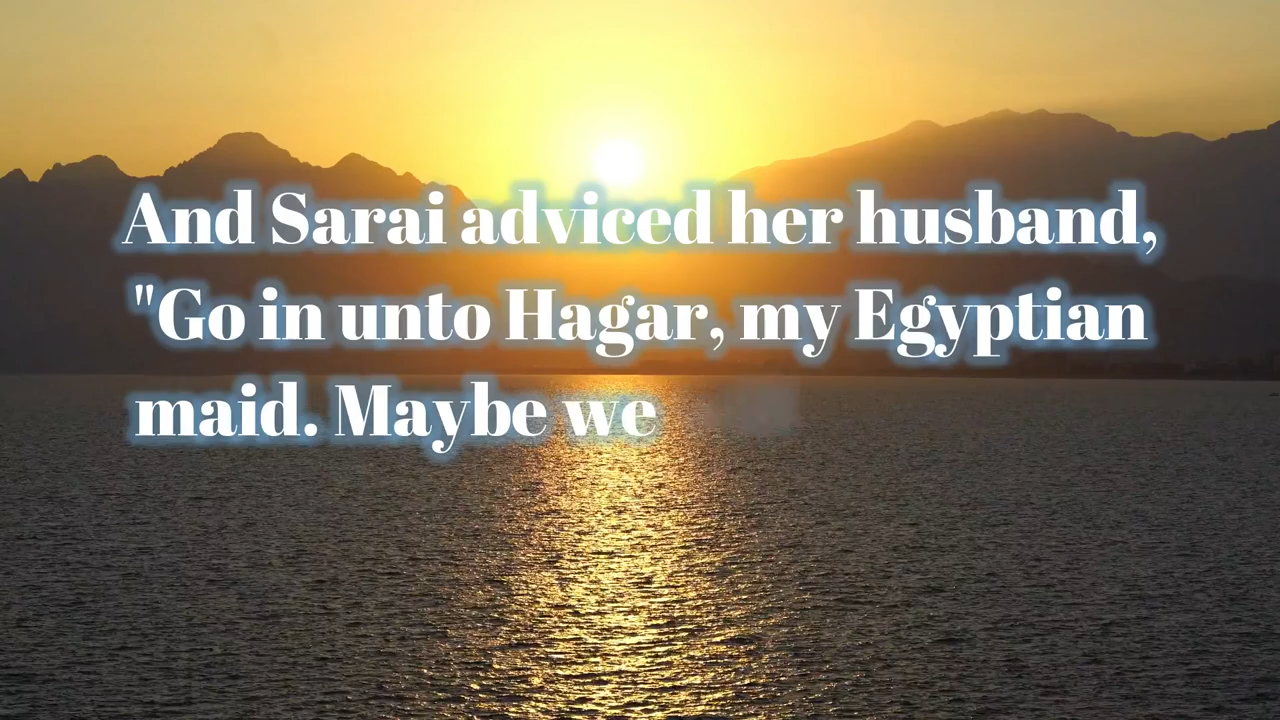 And Sarai adviced her husband,
"Go in unto Hagar, my Egyptian
maid. Maybe we